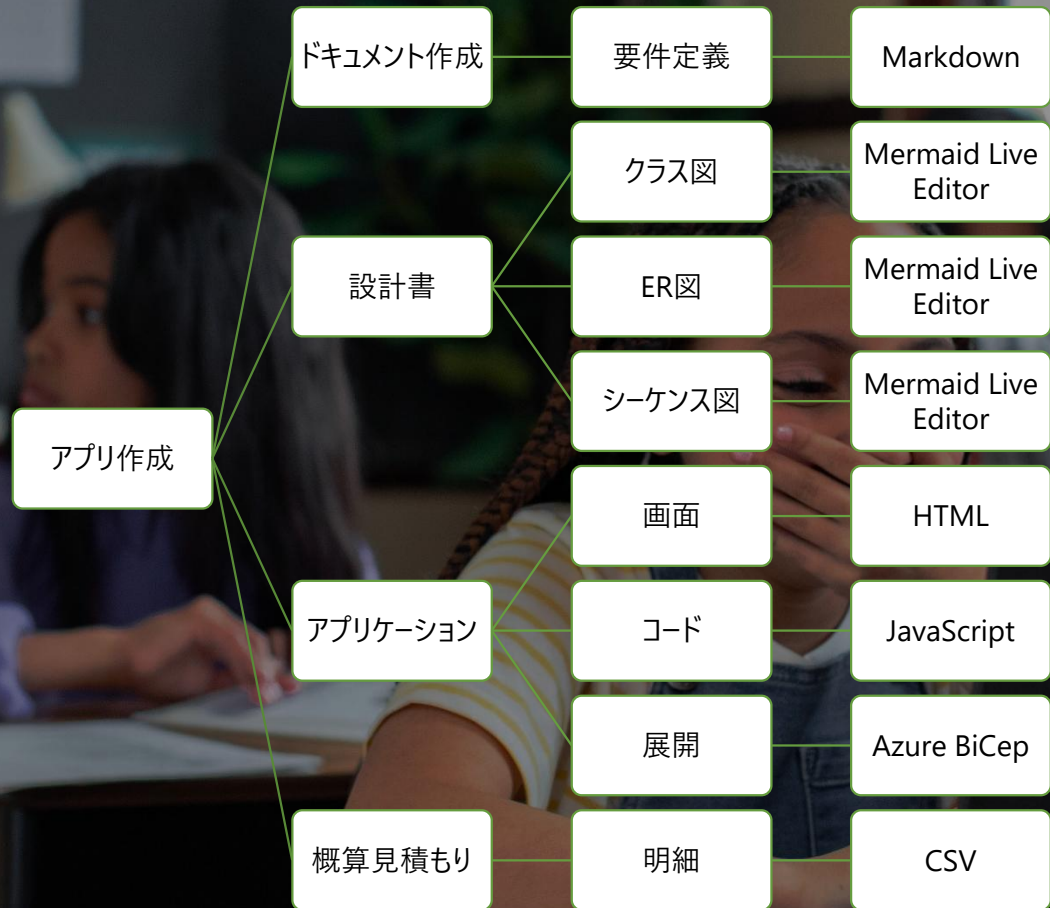 ドキュメント作成
要件定義
Markdown
クラス図
Mermaid Live
Editor
設計書
ER図
Mermaid Live
Editor
シーケンス図
Mermaid Live
Editor
アプリ作成
画面
HTML
アプリケーション
コード
JavaScript
展開
Azure BiCep
概算見積もり
明細
CSV